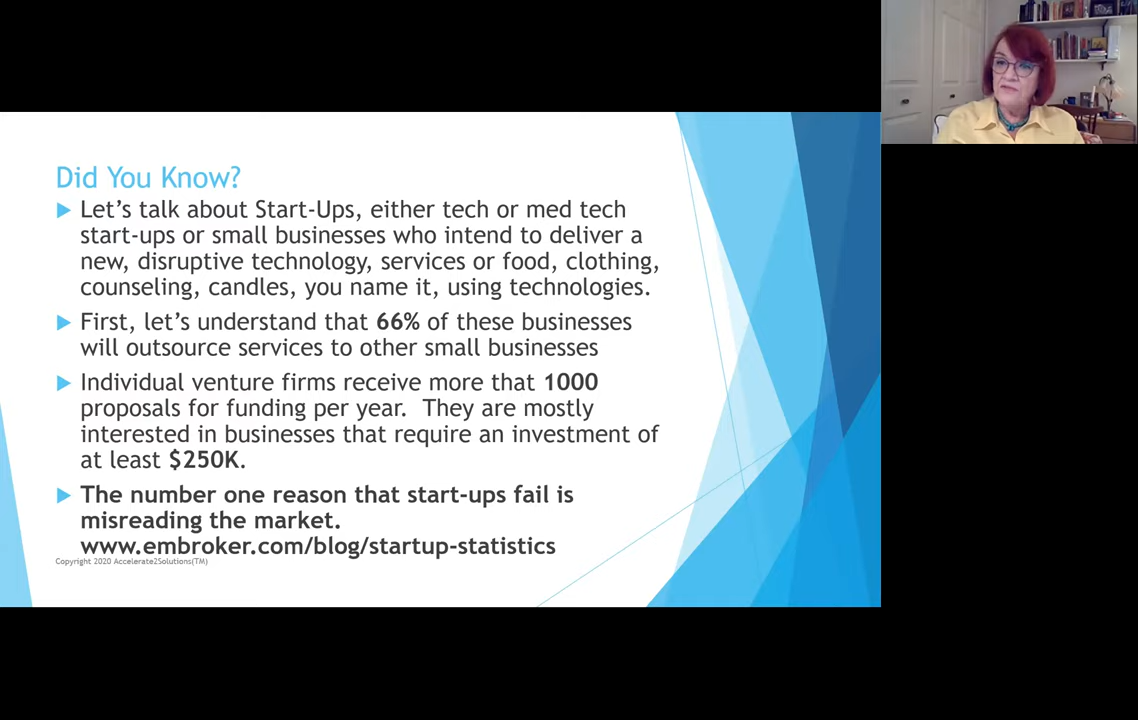 Did You Know?
Let's talk about Start-Ups, either tech or med tech
start-ups or small businesses who intend to deliver a
new, disruptive technology, services or food, clothing,
counseling, candles, you name it, using technologies.
First, let's understand that 66% of these businesses
will outsource services to other small businesses
Individual venture firms receive more that 1000
proposals for funding per year.  They are mostly
interested in businesses that require an investment of
at least $250K.
The number one reason that start-ups fail is
misreading the market.
www.embroker.com/blog/startup-statistics
Copyright 2020 Accelerate2Solutions(TM)